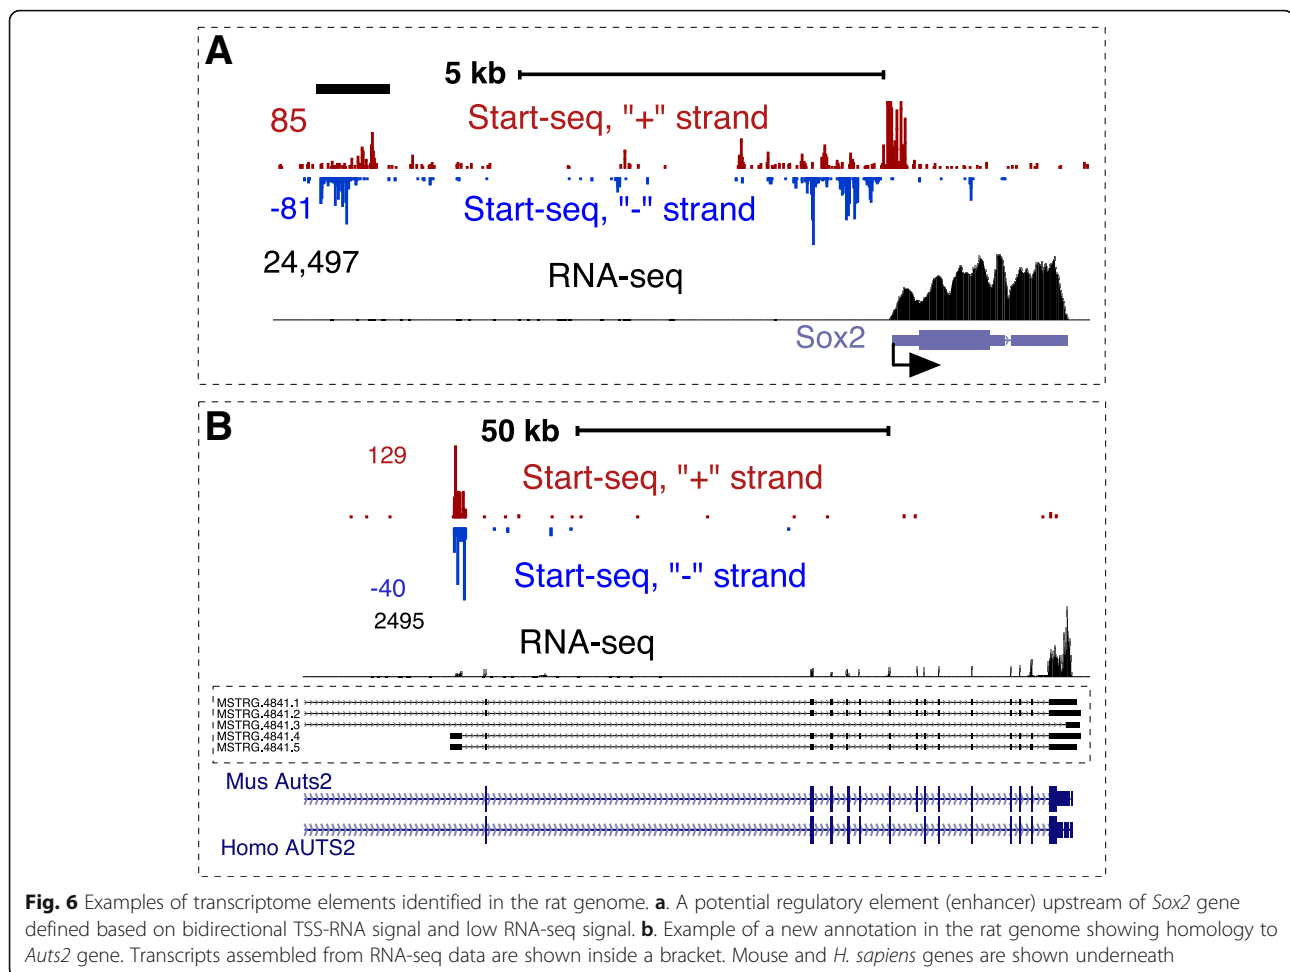 A
5 kb
85
Start-seq, "+" strand
-81
Start-seq, "-" strand
24,497
RNA-seq
Sox2
B
50 kb
129
Start-seq, "+" strand
-40
Start-seq, "-" strand
2495
RNA-seq
MSTRG.4841.1
MSTRG.4841.2
MSTRG.4841.3
MSTRG.4841.4
MSTRG.4841.5
Mus Auts2
Homo AUTS2
Fig. 6 Examples of transcriptome elements identified in the rat genome. a. A potential regulatory element (enhancer) upstream of Sox2 gene
defined based on bidirectional TSS-RNA signal and low RNA-seq signal. b. Example of a new annotation in the rat genome showing homology to
Auts2 gene. Transcripts assembled from RNA-seq data are shown inside a bracket. Mouse and H. sapiens genes are shown underneath